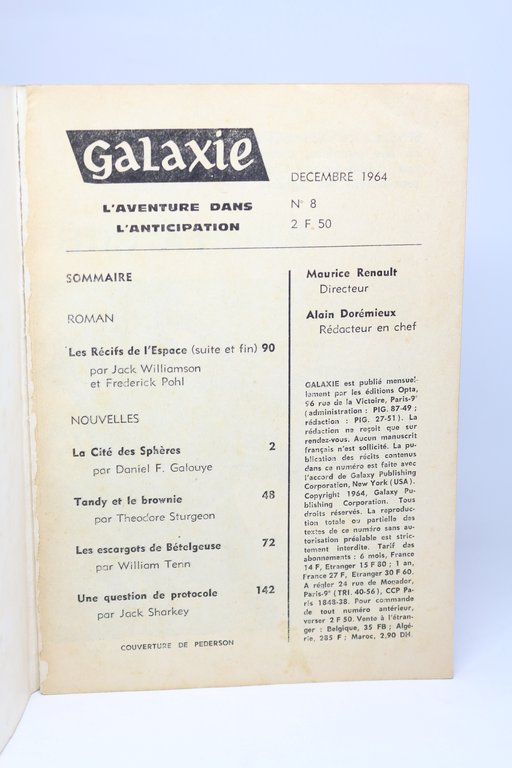 GALAXIE
L'AVENTURE DANS
L'ANTICIPATION
DECEMBRE 1964
N° 8
2 F. 50
SOMMAIRE
ROMAN
Les Récifs de l'Espace (suite et fin) 90
par Jack Williamson
et Frederick Pohl
NOUVELLES
La Cité des Sphères 2
par Daniel F. Galouye
Tandy et le brownie 48
par Theodore Sturgeon
Les escargots de Bételgeuse 72
par William Tenn
Une question de protocole 142
par Jack Sharkey
COUVERTURE DE PEDERSON
Maurice Renault
Directeur
Alain Dorémieux
Rédacteur en chef
GALAXIE est publié mensuel-
lement par les éditions Opta,
96 rue de la Victoire, Paris-9e
(administration : PIG. 87-49 ;
rédaction : PIG. 27-51). La
rédaction ne reçoit que sur
rendez-vous. Aucun manuscrit
français n'est sollicité. La pu-
blication des récits contenus
dans ce numéro est faite avec
l'accord de Galaxy Publishing
Corporation, New York (USA).
Copyright 1964, Galaxy Pu-
blishing Corporation. Tous
droits réservés. La reproduc-
tion totale ou partielle des
textes de ce numéro sans au-
torisation préalable est stric-
tement interdite. Tarif des
abonnements : 6 mois, France
14 F, Etranger 15 F 80 ; 1 an,
France 27 F, Etranger 30 F 60.
A régler 24 rue de Mogador,
Paris-9e (TRI. 40-56), CCP Pa-
ris 1848-38. Pour commande
de tout numéro antérieur,
verser 2 F 50. Vente à l'étran-
ger : Belgique, 35 FB ; Algé-
rie, 285 F ; Maroc, 2,90 DH.